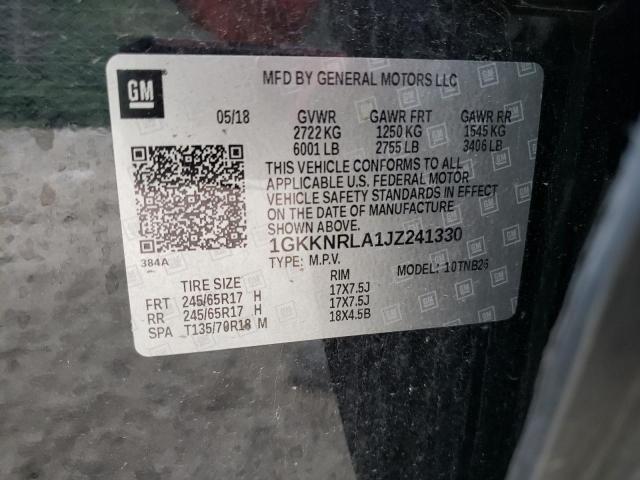 GM
MFD BY GENERAL MOTORS LLC
05/18 GVWR GAWR FRT GAWR RR
2722 KG 1250 KG 1545 KG
6001 LB 2755 LB 3406 LB
THIS VEHICLE CONFORMS TO ALL
APPLICABLE U.S. FEDERAL MOTOR
VEHICLE SAFETY STANDARDS IN EFFECT
ON THE DATE OF MANUFACTURE
SHOWN ABOVE.
1GKKNRLA1JZ241330
384A
TYPE: M.P.V. MODEL: 10TNB26
TIRE SIZE RIM
FRT 245/65R17 H 17X7.5J
RR 245/65R17 H 17X7.5J
SPA T135/70R18 M 18X4.5B